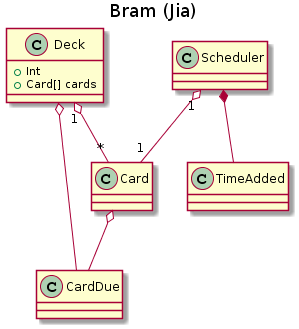 Bram (Jia)
C Deck
Int
Card[] cards
C Scheduler
1
1
*
1
C Card
C TimeAdded
C CardDue